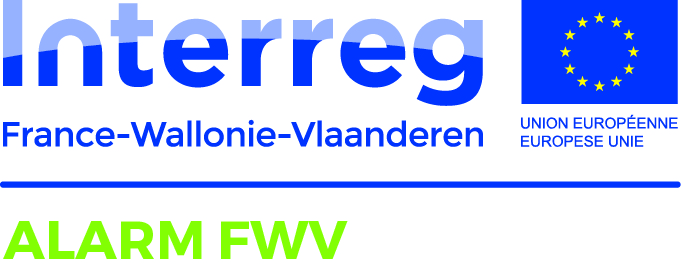 Interreg
France-Wallonie-Vlaanderen
UNION EUROPÉENNE
EUROPESE UNIE
ALARM FWV